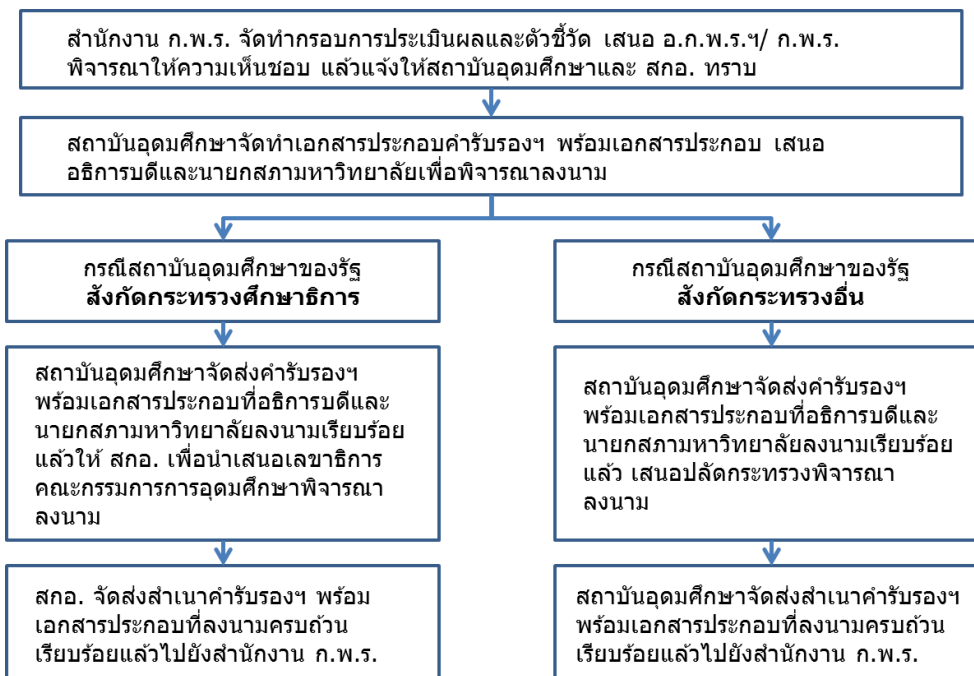 สำนักงาน ก.พ.ร. จัดทำกรอบการประเมินผลและตัวชี้วัด เสนอ อ.ก.พ.ร.ฯ/ ก.พ.ร.
พิจารณาให้ความเห็นชอบ แล้วแจ้งให้สถาบันอุดมศึกษาและ สกอ. ทราบ
สถาบันอุดมศึกษาจัดทำเอกสารประกอบคำรับรองฯ พร้อมเอกสารประกอบ เสนอ
อธิการบดีและนายกสภามหาวิทยาลัยเพื่อพิจารณาลงนาม
กรณีสถาบันอุดมศึกษาของรัฐ
สังกัดกระทรวงศึกษาธิการ
สถาบันอุดมศึกษาจัดส่งคำรับรองฯ
พร้อมเอกสารประกอบที่อธิการบดีและ
นายกสภามหาวิทยาลัยลงนามเรียบร้อย
แล้วให้ สกอ. เพื่อนำเสนอเลขาธิการ
คณะกรรมการการอุดมศึกษาพิจารณา
ลงนาม
สกอ. จัดส่งสำเนาคำรับรองฯ พร้อม
เอกสารประกอบที่ลงนามครบถ้วน
เรียบร้อยแล้วไปยังสำนักงาน ก.พ.ร.
กรณีสถาบันอุดมศึกษาของรัฐ
สังกัดกระทรวงอื่น
สถาบันอุดมศึกษาจัดส่งคำรับรองฯ
พร้อมเอกสารประกอบที่อธิการบดีและ
นายกสภามหาวิทยาลัยลงนามเรียบร้อย
แล้ว เสนอปลัดกระทรวงพิจารณา
ลงนาม
สถาบันอุดมศึกษาจัดส่งสำเนาคำรับรองฯ
พร้อมเอกสารประกอบที่ลงนามครบถ้วน
เรียบร้อยแล้วไปยังสำนักงาน ก.พ.ร.